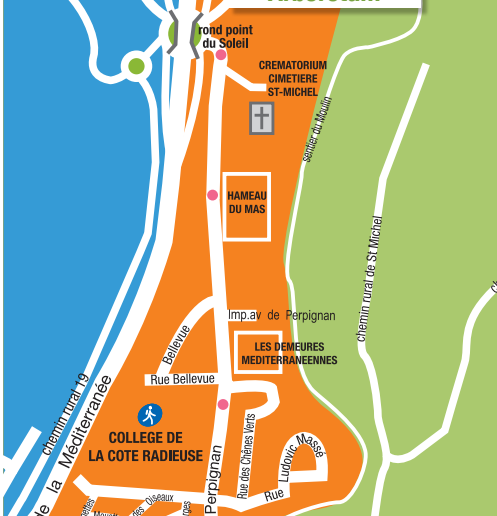 rond point
du Soleil
CREMATORIUM
CIMETIERE
ST-MICHEL
sentier du Moulin
HAMEAU
DU MAS
chemin rural de St Michel
Imp.av de Perpignan
Bellevue
LES DEMEURES
MEDITERRANEENNES
Rue Bellevue
chemin rural 19
de la Méditerranée
COLLEGE DE
LA COTE RADIEUSE
Perpignan
Rue des Chênes Verts
Rue Ludovic Massé
des Oiseaux